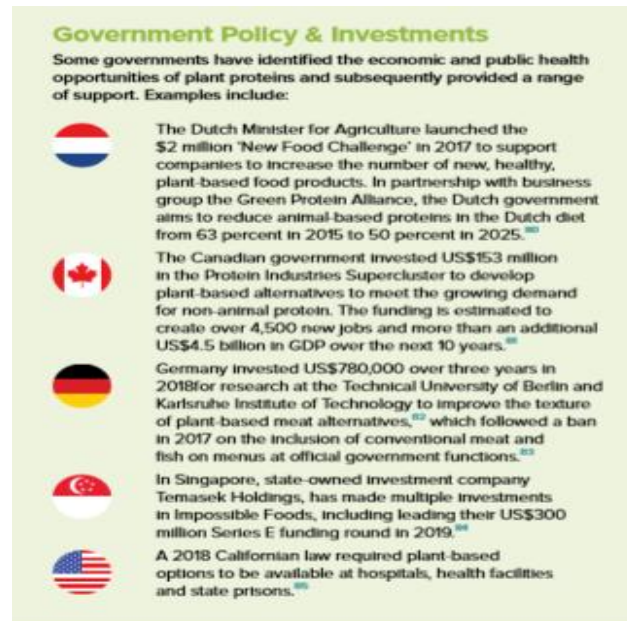 Government Policy & Investments
Some governments have identified the economic and public health
opportunities of plant proteins and subsequently provided a range
of support. Examples include:
The Dutch Minister for Agriculture launched the
$2 million 'New Food Challenge' in 2017 to support
companies to increase the number of new, healthy,
plant-based food products. In partnership with business
group the Green Protein Alliance, the Dutch government
aims to reduce animal-based proteins in the Dutch diet
from 63 percent in 2015 to 50 percent in 2025.
The Canadian government invested US$153 million
in the Protein Industries Supercluster to develop
plant-based alternatives to meet the growing demand
for non-animal protein. The funding is estimated to
create over 4,500 new jobs and more than an additional
US$4.5 billion in GDP over the next 10 years.
Germany invested US$780,000 over three years in
2018for research at the Technical University of Berlin and
Karlsruhe Institute of Technology to improve the texture
of plant-based meat alternatives,82 which followed a ban
in 2017 on the inclusion of conventional meat and
fish on menus at official government functions.83
In Singapore, state-owned investment company
Temasek Holdings, has made multiple investments
in Impossible Foods, including leading their US$300
million Series E funding round in 2019.
A 2018 Californian law required plant-based
options to be available at hospitals, health facilities
and state prisons.